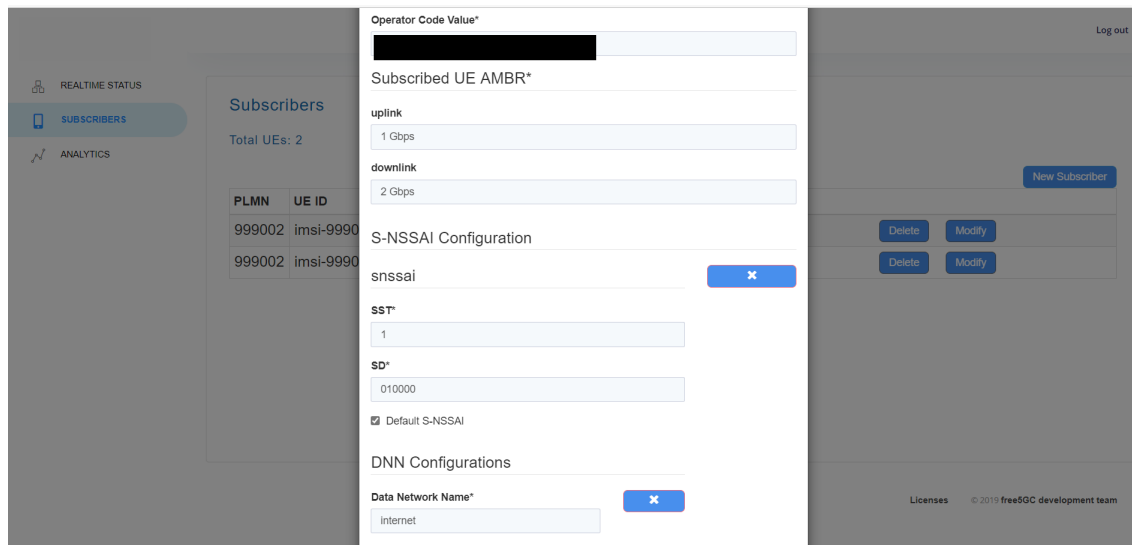 Operator Code Value*
Log out
Subscribed UE AMBR*
REALTIME STATUS
SUBSCRIBERS
ANALYTICS
Subscribers
Total UEs: 2
uplink
1 Gbps
downlink
2 Gbps
New Subscriber
PLMN UE ID
999002 imsi-9990
Delete Modify
999002 imsi-9990
Delete Modify
S-NSSAI Configuration
snssai
SST*
1
SD*
010000
Default S-NSSAI
DNN Configurations
Data Network Name*
internet
Licenses © 2019 free5GC development team